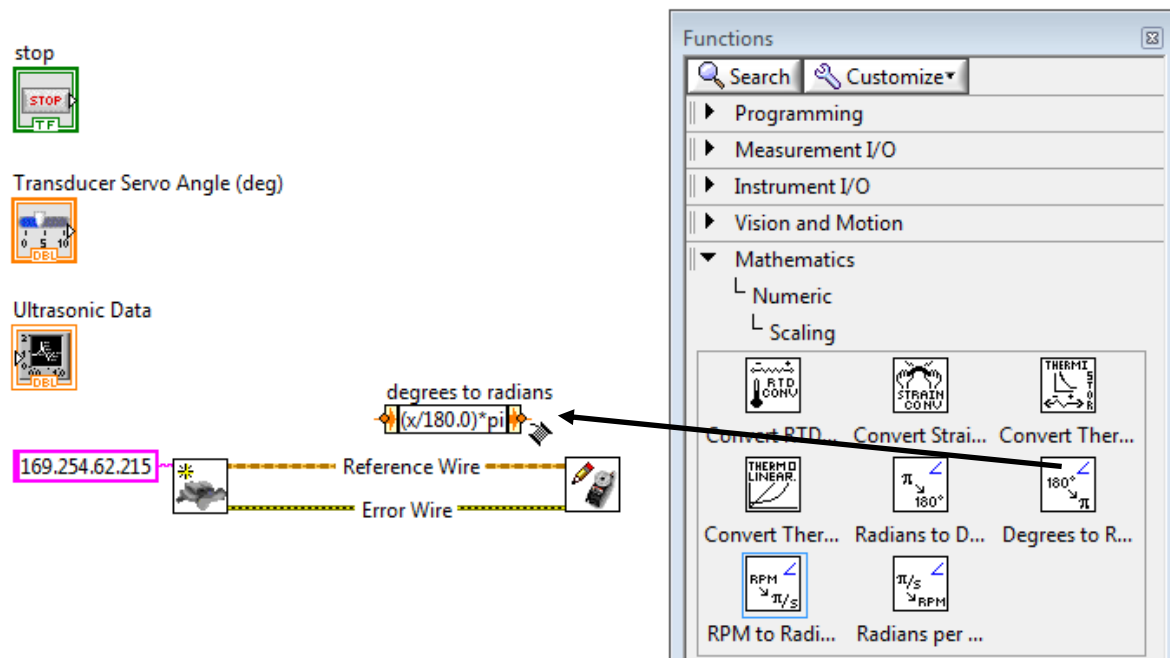 stop
STOP
TF
Transducer Servo Angle (deg)
0 5 10
DBL
Ultrasonic Data
DBL
degrees to radians
(x/180.0)*pi
169.254.62.215
Reference Wire
Error Wire
Functions
Search
Customize
Programming
Measurement I/O
Instrument I/O
Vision and Motion
Mathematics
Numeric
Scaling
RTD
CONV
STRAIN
CONV
THERMISTOR
Convert RTD...
Convert Strai...
Convert Ther...
THERMO
LINEAR.
π
180°
180°
π
Convert Ther...
Radians to D...
Degrees to R...
RPM
π/s
π/s
RPM
RPM to Radi...
Radians per ...